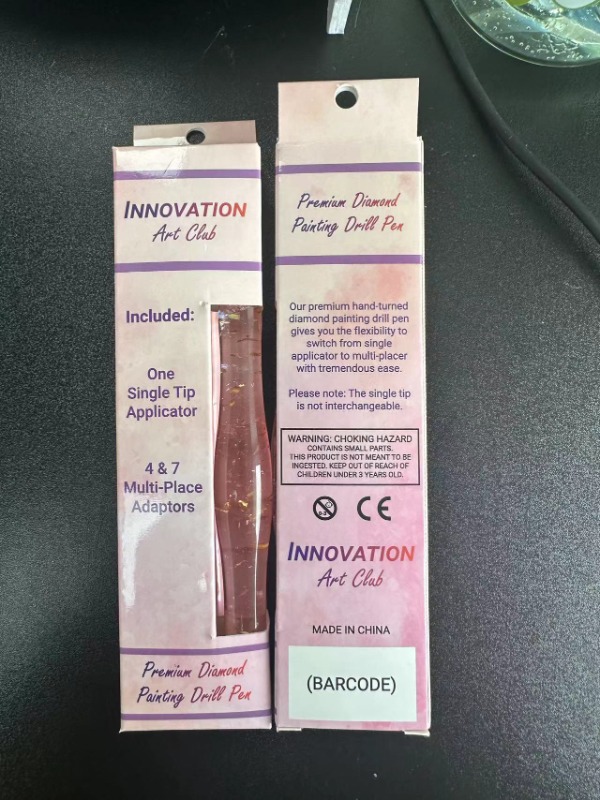 INNOVATION
Art Club
Included:
One
Single Tip
Applicator
4 & 7
Multi-Place
Adaptors
Premium Diamond
Painting Drill Pen
Premium Diamond
Painting Drill Pen
Our premium hand-turned
diamond painting drill pen
gives you the flexibility to
switch from single
applicator to multi-placer
with tremendous ease.
Please note: The single tip
is not interchangeable.
WARNING: CHOKING HAZARD
CONTAINS SMALL PARTS.
THIS PRODUCT IS NOT MEANT TO BE
INGESTED. KEEP OUT OF REACH OF
CHILDREN UNDER 3 YEARS OLD.
0-3 CE
INNOVATION
Art Club
MADE IN CHINA
(BARCODE)